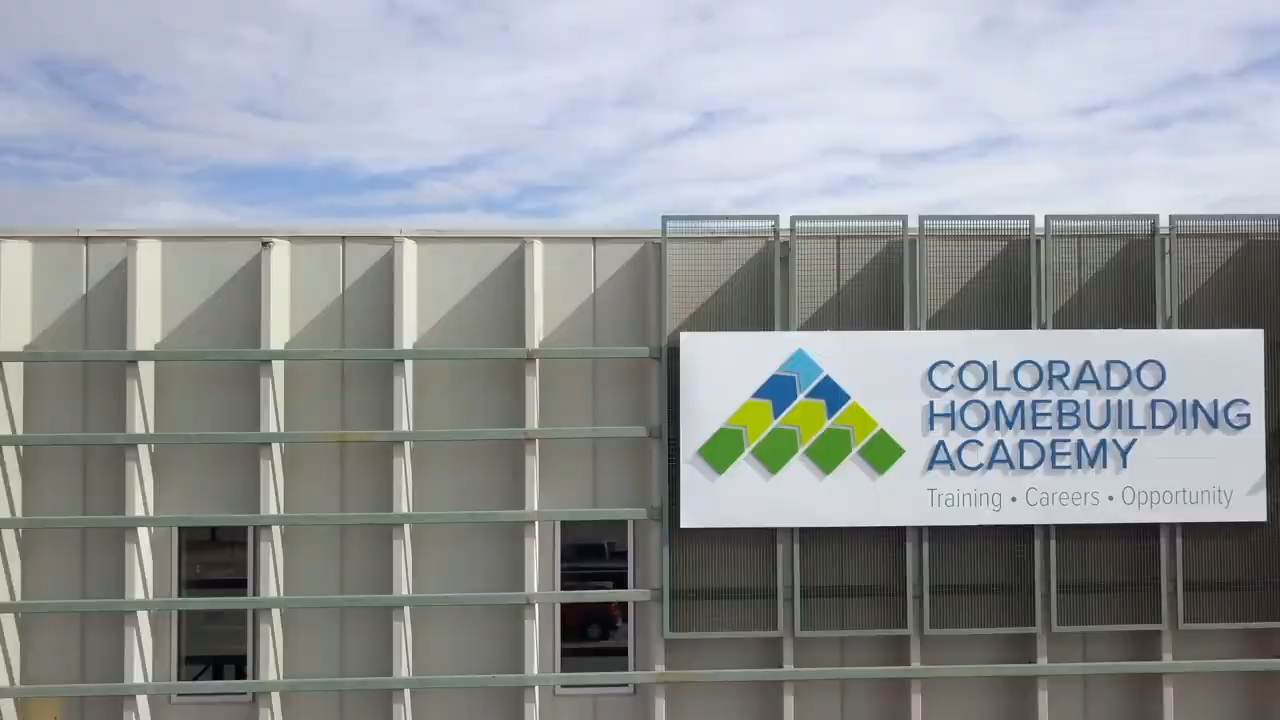 COLORADO
HOMEBUILDING
ACADEMY
Training • Careers • Opportunity